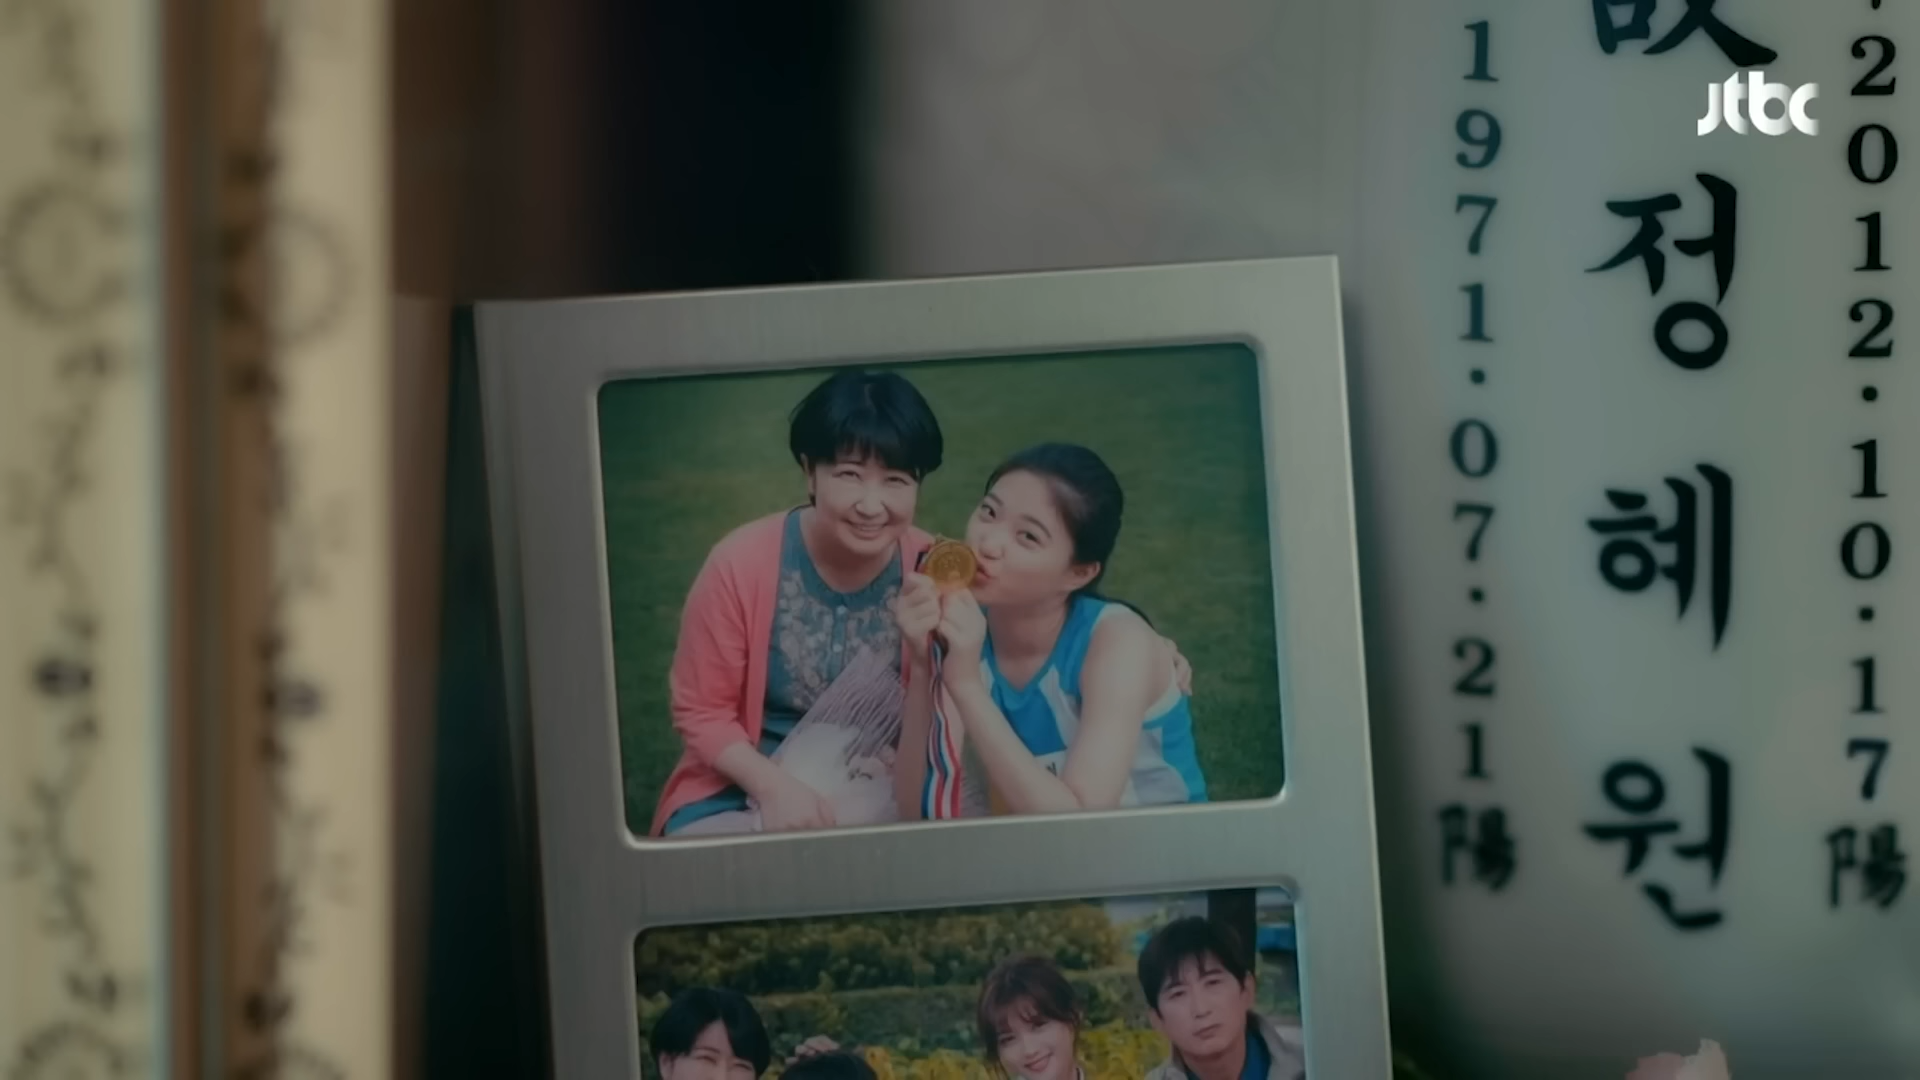 故 정혜원
1971.07.21 陽
2012.10.17 陽
jtbc